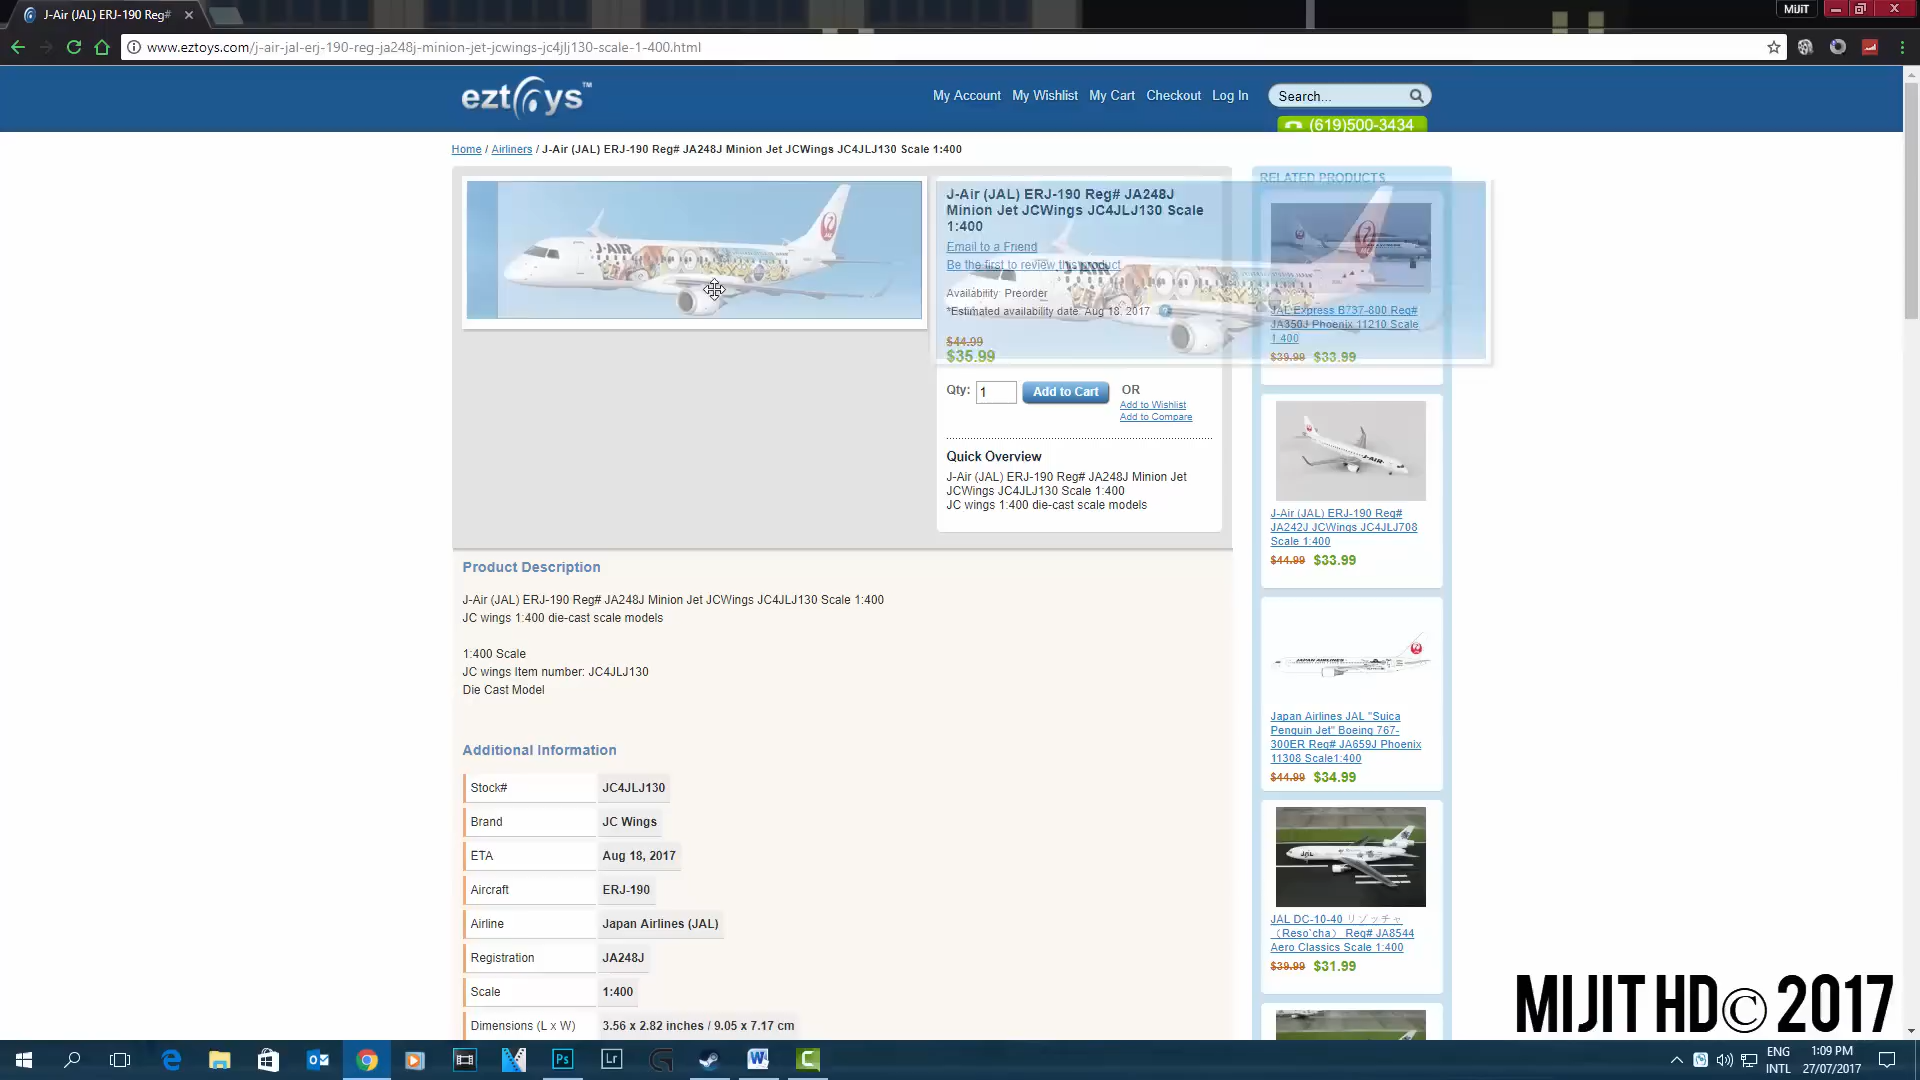 J-Air (JAL) ERJ-190 Reg#
MIJIT
www.eztoys.com/j-air-jal-erj-190-reg-ja248j-minion-jet-jcwings-jc4jlj130-scale-1-400.html
eztoys™
My Account
My Wishlist
My Cart
Checkout
Log In
Search...
(619)500-3434
Home / Airliners / J-Air (JAL) ERJ-190 Reg# JA248J Minion Jet JCWings JC4JLJ130 Scale 1:400
J-AIR
J-Air (JAL) ERJ-190 Reg# JA248J
Minion Jet JCWings JC4JLJ130 Scale
1:400
Email to a Friend
Be the first to review this product
Availability: Preorder
*Estimated availability date: Aug 18, 2017
$44.99
$35.99
Qty: 1
Add to Cart
OR
Add to Wishlist
Add to Compare
Quick Overview
J-Air (JAL) ERJ-190 Reg# JA248J Minion Jet
JCWings JC4JLJ130 Scale 1:400
JC wings 1:400 die-cast scale models
Product Description
J-Air (JAL) ERJ-190 Reg# JA248J Minion Jet JCWings JC4JLJ130 Scale 1:400
JC wings 1:400 die-cast scale models
1:400 Scale
JC wings Item number: JC4JLJ130
Die Cast Model
Additional Information
Stock# JC4JLJ130
Brand JC Wings
ETA Aug 18, 2017
Aircraft ERJ-190
Airline Japan Airlines (JAL)
Registration JA248J
Scale 1:400
Dimensions (L x W) 3.56 x 2.82 inches / 9.05 x 7.17 cm
RELATED PRODUCTS
JAL Express B737-800 Reg#
JA350J Phoenix 11210 Scale
1:400
$39.99 $33.99
J-AIR
J-Air (JAL) ERJ-190 Reg#
JA242J JCWings JC4JLJ708
Scale 1:400
$44.99 $33.99
JAPAN AIRLINES
Japan Airlines JAL "Suica
Penguin Jet" Boeing 767-
300ER Reg# JA659J Phoenix
11308 Scale1:400
$44.99 $34.99
JAL
JAL DC-10-40 リゾッチャ
（Reso`cha） Reg# JA8544
Aero Classics Scale 1:400
$39.99 $31.99
MIJIT HD© 2017
Ps
Lr
ENG
INTL
1:09 PM
27/07/2017